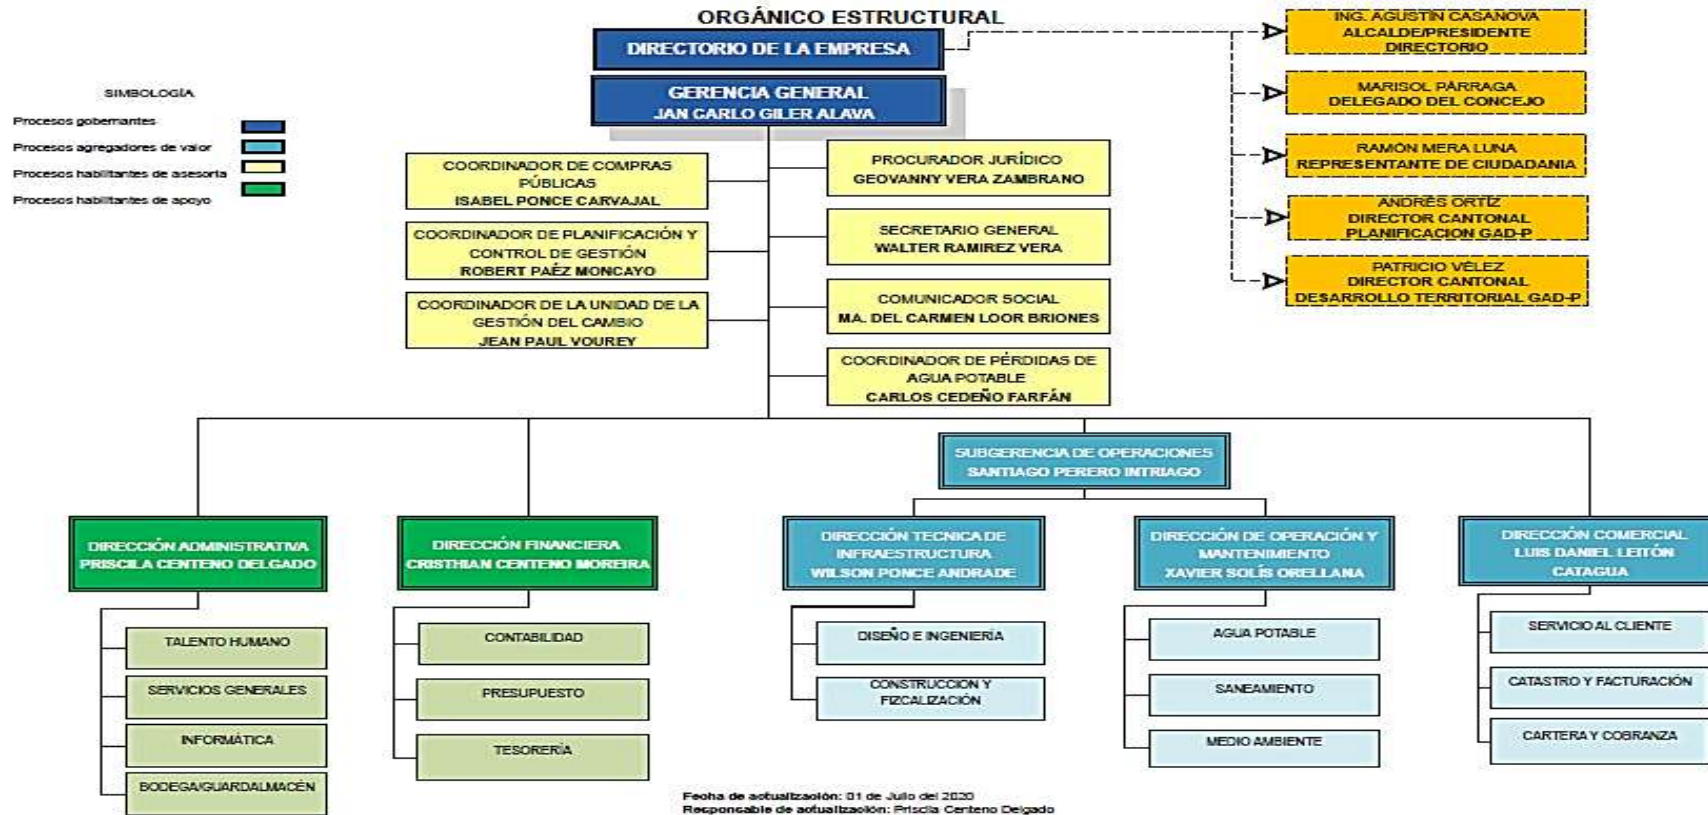 ORGÁNICO ESTRUCTURAL
DIRECTORIO DE LA EMPRESA
GERENCIA GENERAL
JAN CARLO GILER ALAVA
ING. AGUSTÍN CASANOVA
ALCALDE/PRESIDENTE
DIRECTORIO
MARISOL PÁRRAGA
DELEGADO DEL CONCEJO
RAMÓN MERA LUNA
REPRESENTANTE DE CIUDADANIA
ANDRÉS ORTÍZ
DIRECTOR CANTONAL
PLANIFICACION GAD-P
PATRICIO VÉLEZ
DIRECTOR CANTONAL
DESARROLLO TERRITORIAL GAD-P
SIMBOLOGÍA
Procesos gobernantes
Procesos agregadores de valor
Procesos habilitantes de asesoría
Procesos habilitantes de apoyo
COORDINADOR DE COMPRAS
PÚBLICAS
ISABEL PONCE CARVAJAL
COORDINADOR DE PLANIFICACIÓN Y
CONTROL DE GESTIÓN
ROBERT PAÉZ MONCAYO
COORDINADOR DE LA UNIDAD DE LA
GESTIÓN DEL CAMBIO
JEAN PAUL VOUREY
PROCURADOR JURÍDICO
GEOVANNY VERA ZAMBRANO
SECRETARIO GENERAL
WALTER RAMIREZ VERA
COMUNICADOR SOCIAL
MA. DEL CARMEN LOOR BRIONES
COORDINADOR DE PÉRDIDAS DE
AGUA POTABLE
CARLOS CEDEÑO FARFÁN
SUBGERENCIA DE OPERACIONES
SANTIAGO PERERO INTRIAGO
DIRECCIÓN ADMINISTRATIVA
PRISCILA CENTENO DELGADO
TALENTO HUMANO
SERVICIOS GENERALES
INFORMÁTICA
BODEGA/GUARDALMACÉN
DIRECCIÓN FINANCIERA
CRISTHIAN CENTENO MOREIRA
CONTABILIDAD
PRESUPUESTO
TESORERÍA
DIRECCIÓN TECNICA DE
INFRAESTRUCTURA
WILSON PONCE ANDRADE
DISEÑO E INGENIERÍA
CONSTRUCCION Y
FIZCALIZACIÓN
DIRECCIÓN DE OPERACIÓN Y
MANTENIMIENTO
XAVIER SOLÍS ORELLANA
AGUA POTABLE
SANEAMIENTO
MEDIO AMBIENTE
DIRECCIÓN COMERCIAL
LUIS DANIEL LEITÓN
CATAGUA
SERVICIO AL CLIENTE
CATASTRO Y FACTURACIÓN
CARTERA Y COBRANZA
Fecha de actualización: 01 de Julio del 2020
Responsable de actualización: Priscila Centeno Delgado